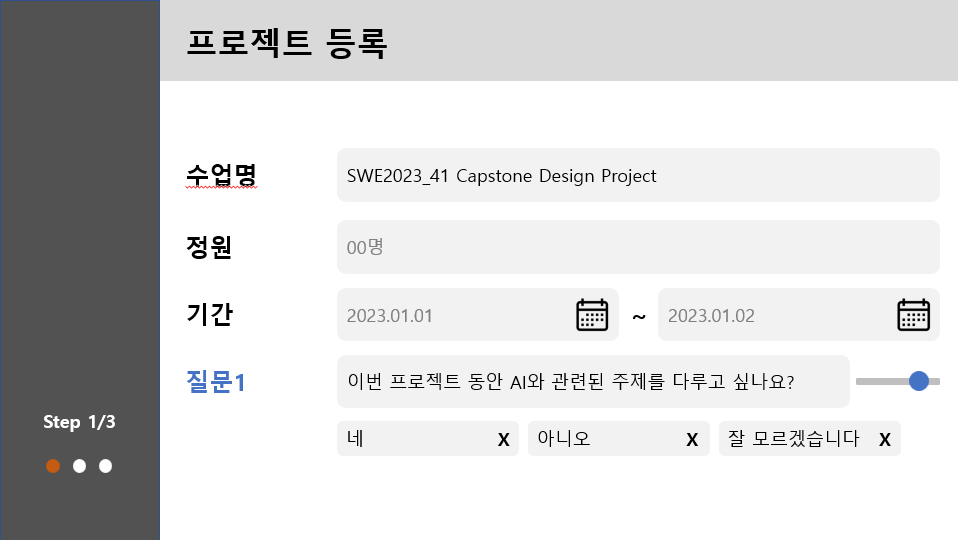 프로젝트 등록
수업명
SWE2023_41 Capstone Design Project
정원
00명
기간
2023.01.01 ~ 2023.01.02
질문1
이번 프로젝트 동안 AI와 관련된 주제를 다루고 싶나요?
네 X 아니오 X 잘 모르겠습니다 X
Step 1/3